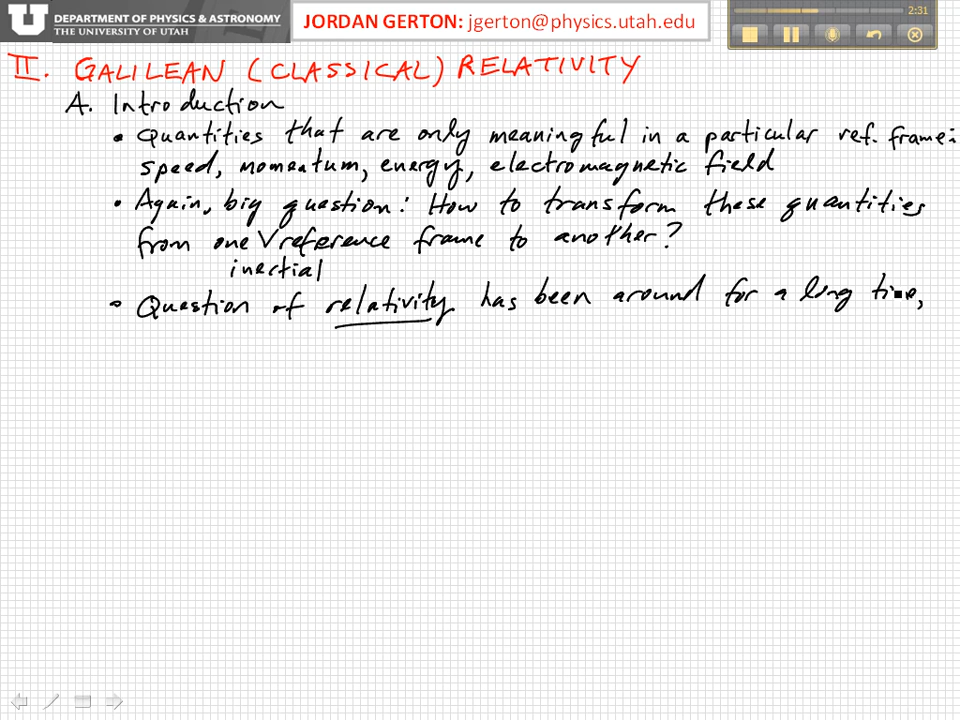 DEPARTMENT OF PHYSICS & ASTRONOMY
THE UNIVERSITY OF UTAH
JORDAN GERTON: jgerton@physics.utah.edu
2:31
II. GALILEAN (CLASSICAL) RELATIVITY
A. Introduction
• Quantities that are only meaningful in a particular ref. frame:
speed, momentum, energy, electromagnetic field
• Again, big question: How to transform these quantities
from one √ reference frame to another?
inertial
• Question of relativity has been around for a long time,